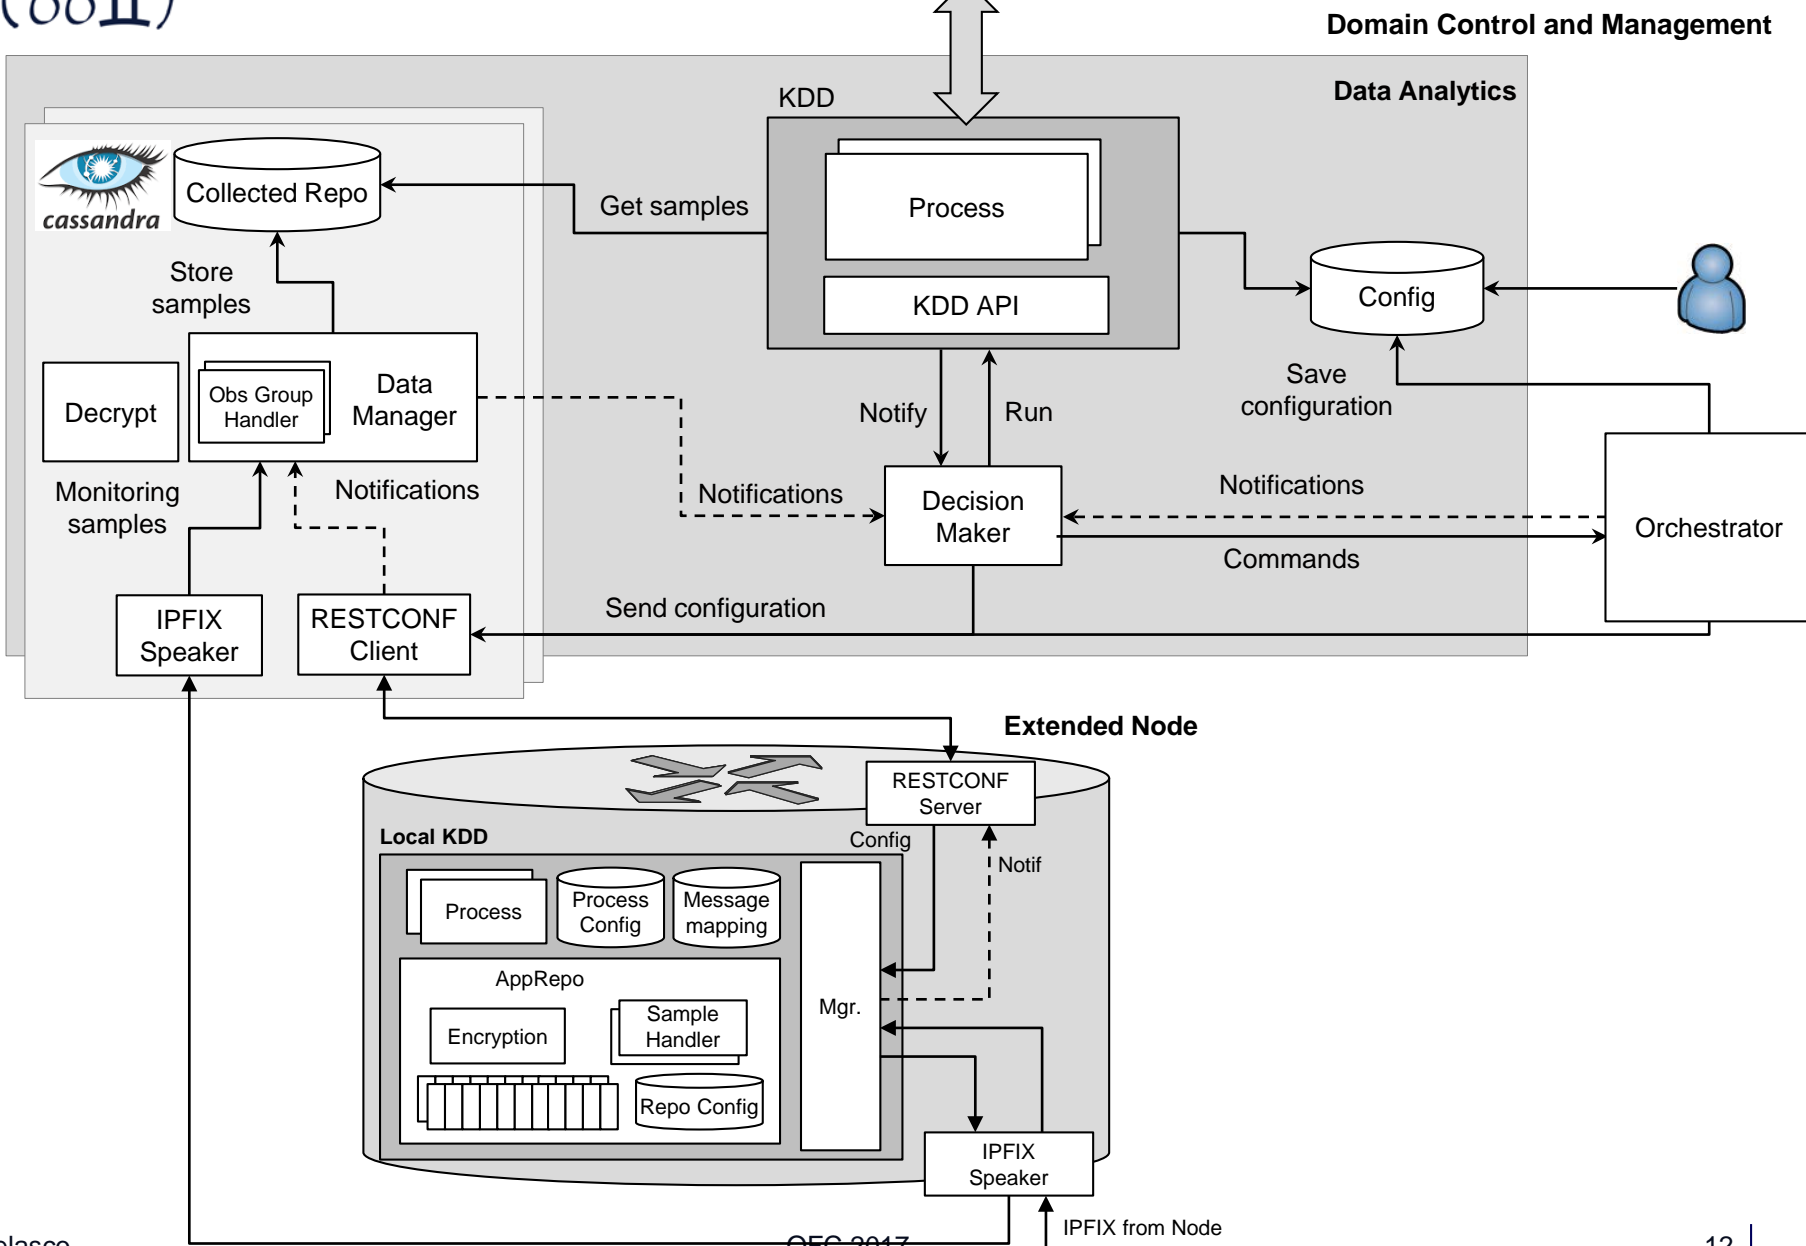 Domain Control and Management
Data Analytics
KDD
cassandra
Collected Repo
Get samples
Process
KDD API
Config
Store
samples
Decrypt
Obs Group
Handler
Data
Manager
Notify
Run
Save
configuration
Monitoring
samples
Notifications
Notifications
Decision
Maker
Notifications
Commands
Orchestrator
IPFIX
Speaker
RESTCONF
Client
Send configuration
Extended Node
RESTCONF
Server
Local KDD
Config
Notif
Process
Process
Config
Message
mapping
AppRepo
Encryption
Sample
Handler
Mgr.
Repo Config
IPFIX
Speaker
IPFIX from Node
OFC 2017
12